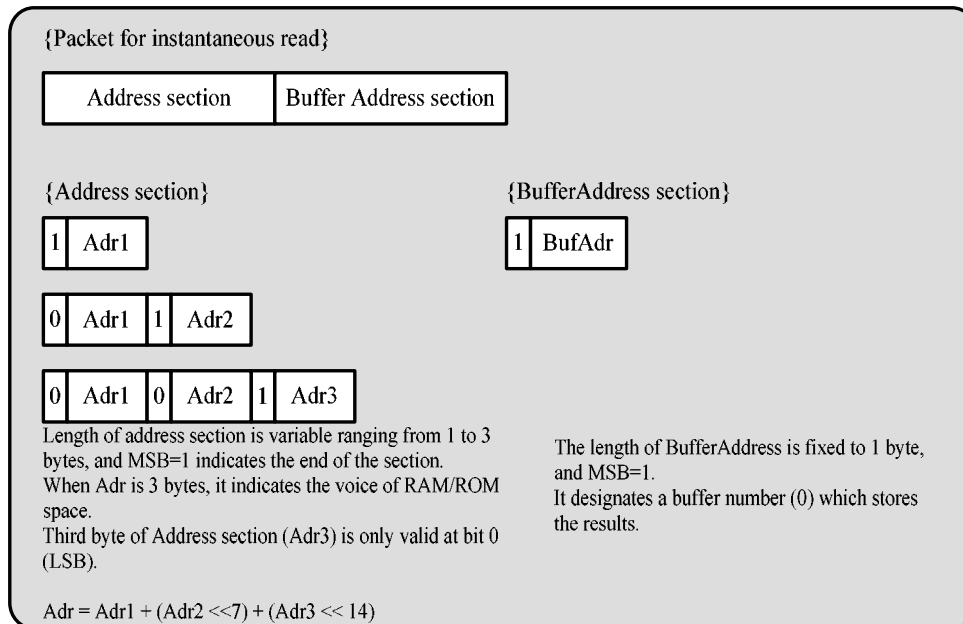 {Packet for instantaneous read}
Address section Buffer Address section
{Address section} {BufferAddress section}
1 Adr1 1 BufAdr
0 Adr1 1 Adr2
0 Adr1 0 Adr2 1 Adr3
Length of address section is variable ranging from 1 to 3
bytes, and MSB=1 indicates the end of the section.
When Adr is 3 bytes, it indicates the voice of RAM/ROM
space.
Third byte of Address section (Adr3) is only valid at bit 0
(LSB).
The length of BufferAddress is fixed to 1 byte,
and MSB=1.
It designates a buffer number (0) which stores
the results.
Adr = Adr1 + (Adr2 <<7) + (Adr3 << 14)